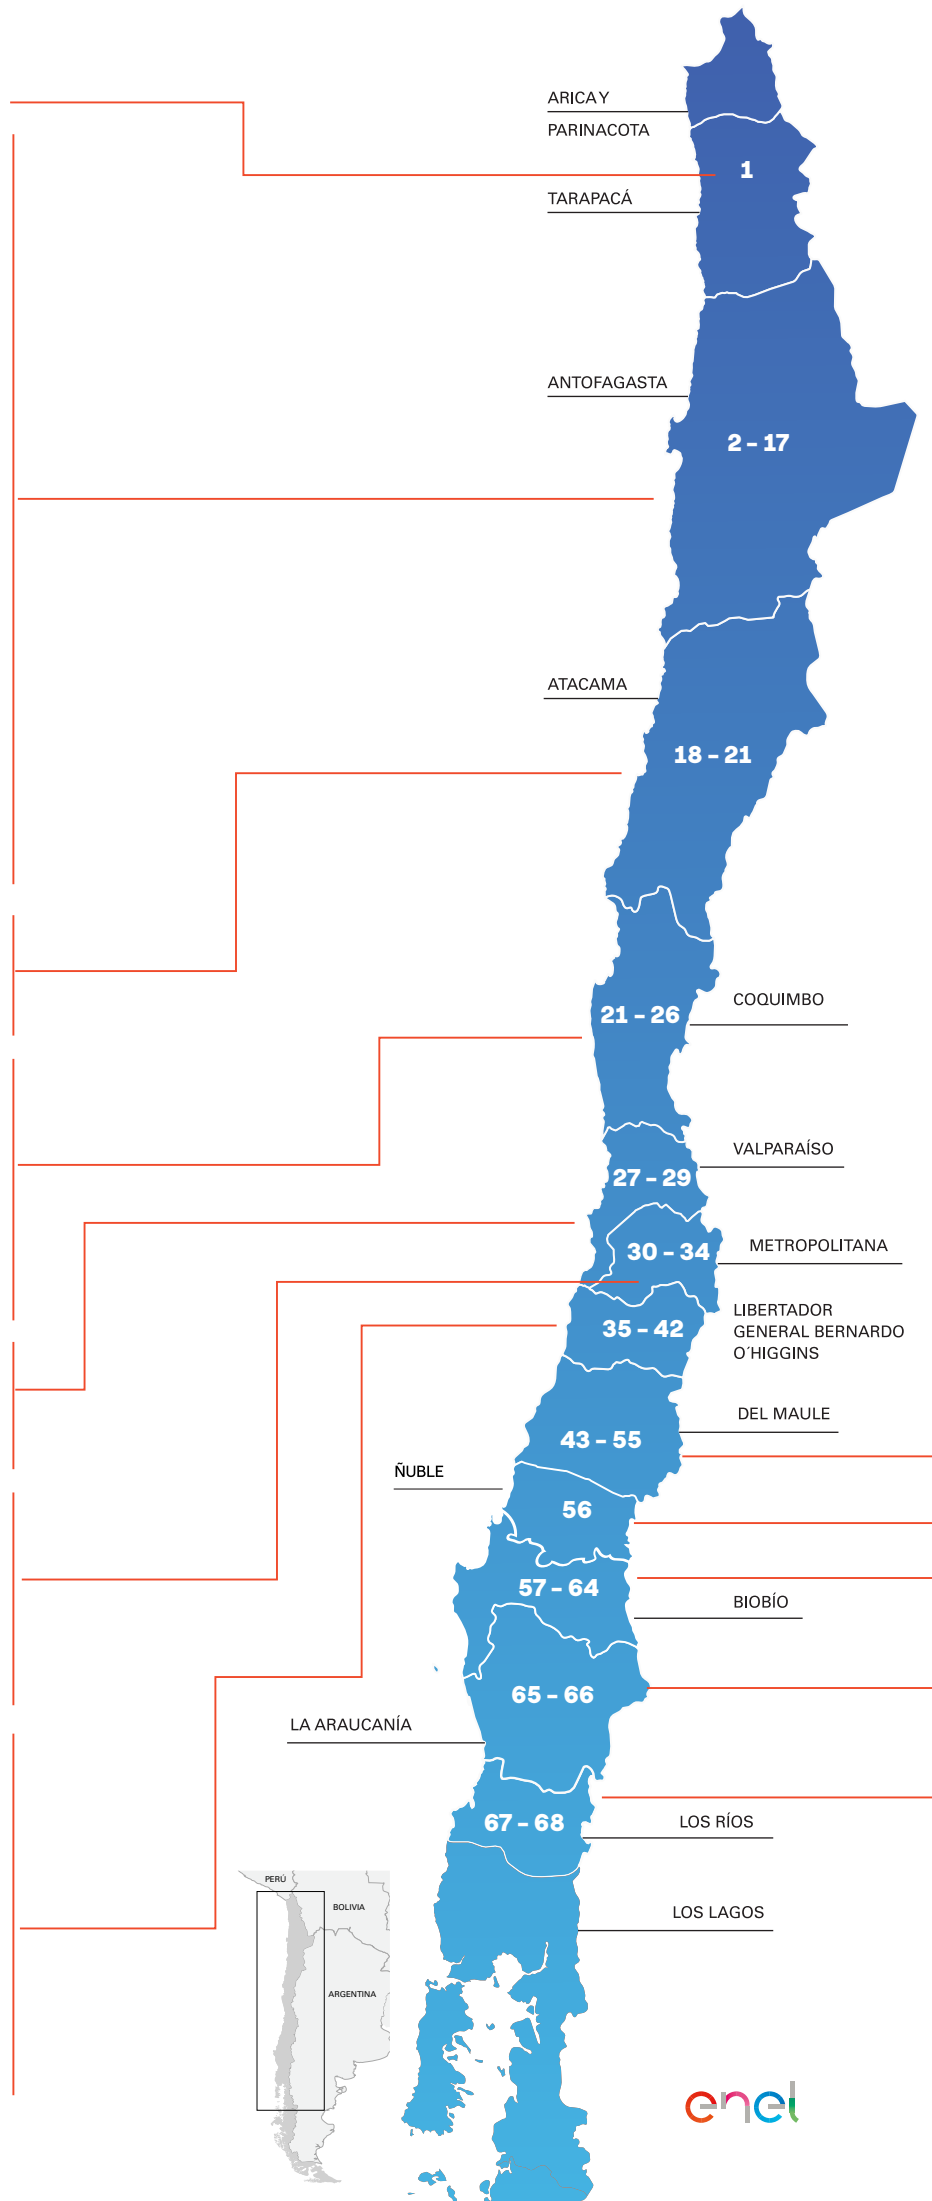 ARICA Y
PARINACOTA
1
TARAPACÁ
ANTOFAGASTA
2 – 17
ATACAMA
18 – 21
COQUIMBO
21 – 26
VALPARAÍSO
27 – 29
METROPOLITANA
30 – 34
LIBERTADOR
GENERAL BERNARDO
O´HIGGINS
35 – 42
DEL MAULE
43 – 55
ÑUBLE
56
57 – 64
BIOBÍO
65 – 66
LA ARAUCANÍA
67 – 68
LOS RÍOS
LOS LAGOS
PERÚ
BOLIVIA
ARGENTINA
enel